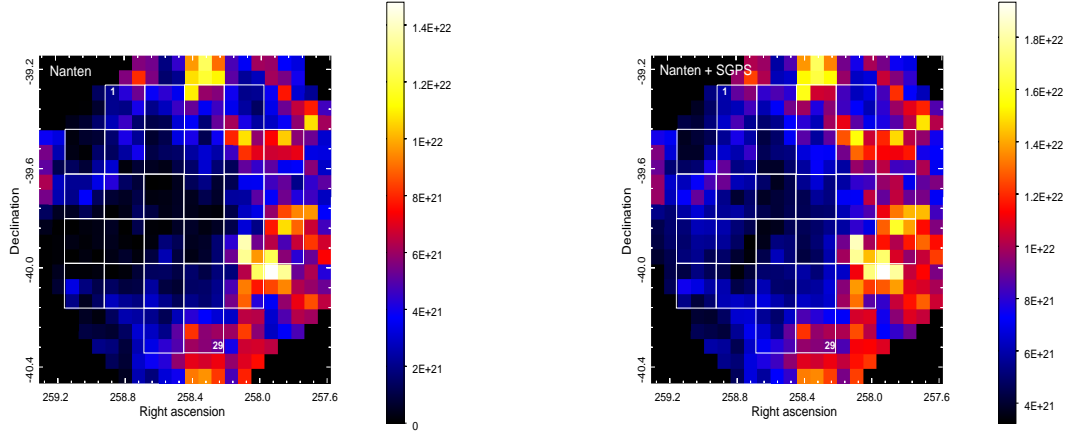 Nanten
1
29
-39.2
-39.6
-40.0
-40.4
Declination
259.2
258.8
258.4
258.0
257.6
Right ascension
1.4E+22
1.2E+22
1E+22
8E+21
6E+21
4E+21
2E+21
0
Nanten + SGPS
1
29
-39.2
-39.6
-40.0
-40.4
Declination
259.2
258.8
258.4
258.0
257.6
Right ascension
1.8E+22
1.6E+22
1.4E+22
1.2E+22
1E+22
8E+21
6E+21
4E+21